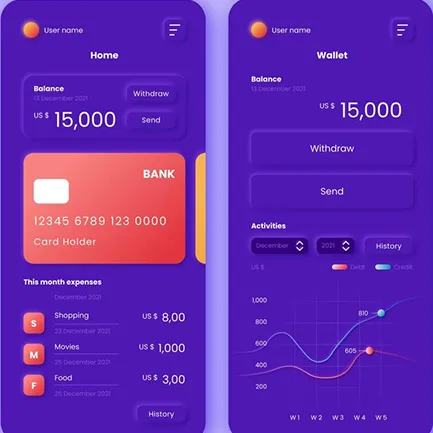 User name
Home
Balance
13 December 2021
US $ 15,000
Withdraw
Send
BANK
12345 6789 123 0000
Card Holder
This month expenses
December 2021
S Shopping US $ 8,00
23 December 2021
M Movies US $ 1,000
25 December 2021
F Food US $ 3,00
25 December 2021
History
User name
Wallet
Balance
13 December 2021
US $ 15,000
Withdraw
Send
Activities
December 2021 History
US $ Debt Credit
1,000
810
800
605
600
400
200
W 1 W 2 W 3 W 4 W 5